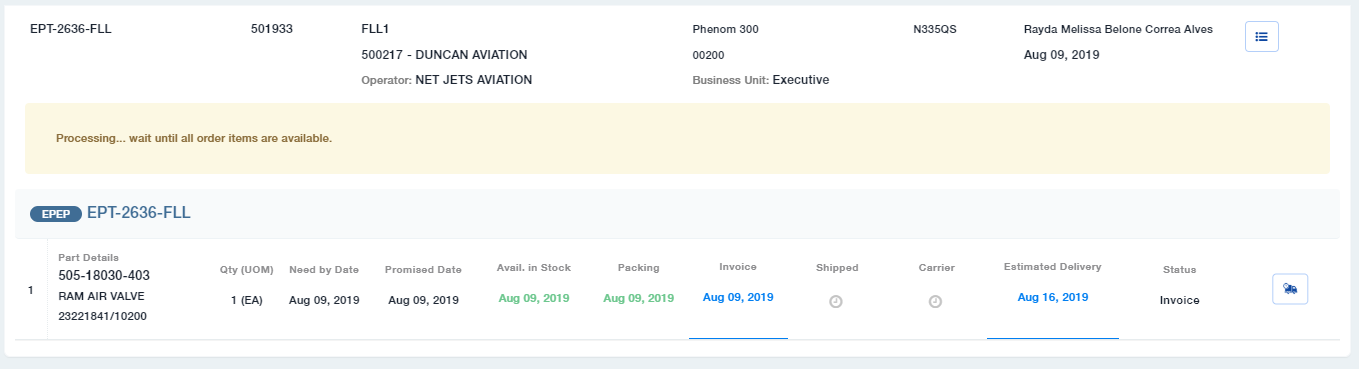 EPT-2636-FLL 501933 FLL1 Phenom 300 N335QS Rayda Melissa Belone Correa Alves
500217 - DUNCAN AVIATION 00200 Aug 09, 2019
Operator: NET JETS AVIATION Business Unit: Executive
Processing... wait until all order items are available.
EPEP EPT-2636-FLL
Part Details Qty (UOM) Need by Date Promised Date Avail. in Stock Packing Invoice Shipped Carrier Estimated Delivery Status
505-18030-403
1 RAM AIR VALVE 1 (EA) Aug 09, 2019 Aug 09, 2019 Aug 09, 2019 Aug 09, 2019 Aug 09, 2019 Aug 16, 2019 Invoice
23221841/10200